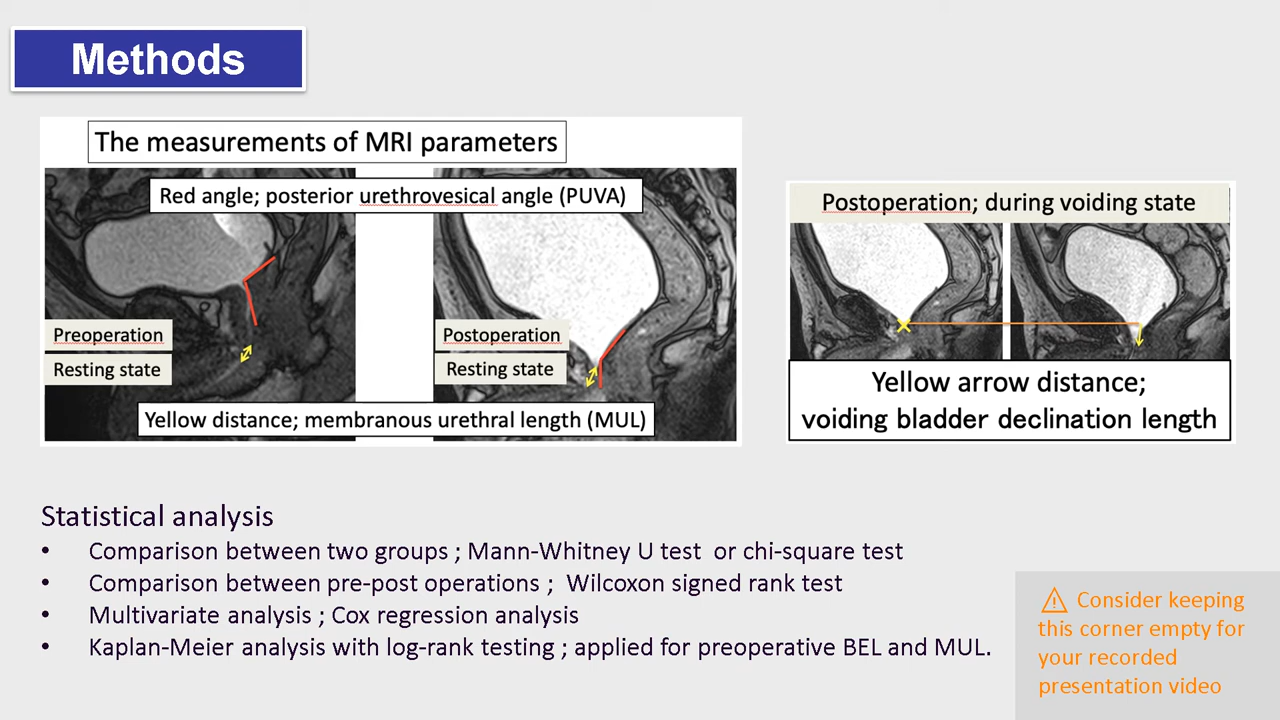 Methods
The measurements of MRI parameters
Red angle; posterior urethrovesical angle (PUVA)
Preoperation
Resting state
Postoperation
Resting state
Yellow distance; membranous urethral length (MUL)
Postoperation; during voiding state
Yellow arrow distance;
voiding bladder declination length
Statistical analysis
• Comparison between two groups ; Mann-Whitney U test or chi-square test
• Comparison between pre-post operations ; Wilcoxon signed rank test
• Multivariate analysis ; Cox regression analysis
• Kaplan-Meier analysis with log-rank testing ; applied for preoperative BEL and MUL.
⚠ Consider keeping
this corner empty for
your recorded
presentation video